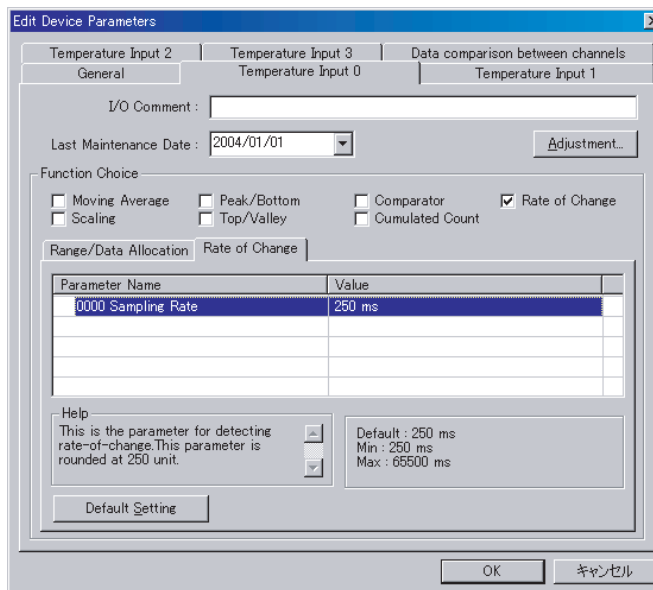 Edit Device Parameters
Temperature Input 2 Temperature Input 3 Data comparison between channels
General Temperature Input 0 Temperature Input 1
I/O Comment :
Last Maintenance Date : 2004/01/01 Adjustment...
Function Choice
Moving Average Peak/Bottom Comparator Rate of Change
Scaling Top/Valley Cumulated Count
Range/Data Allocation Rate of Change
Parameter Name Value
0000 Sampling Rate 250 ms
Help
This is the parameter for detecting
rate-of-change.This parameter is
rounded at 250 unit.
Default : 250 ms
Min : 250 ms
Max : 65500 ms
Default Setting
OK キャンセル